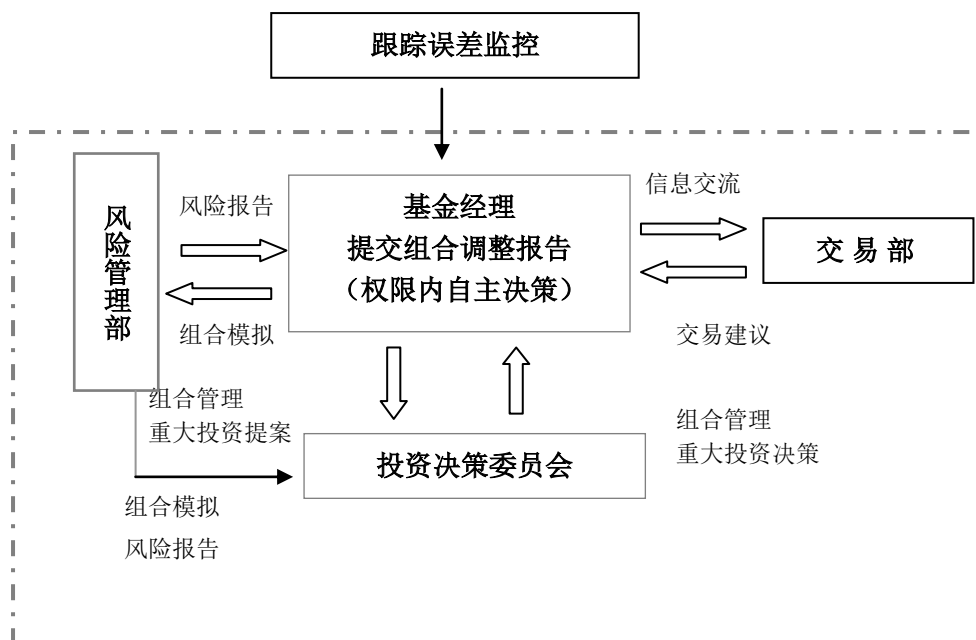 跟踪误差监控
风险管理部
风险报告
组合模拟
基金经理
提交组合调整报告
（权限内自主决策）
信息交流
交 易 部
交易建议
组合管理
重大投资提案
投资决策委员会
组合管理
重大投资决策
组合模拟
风险报告